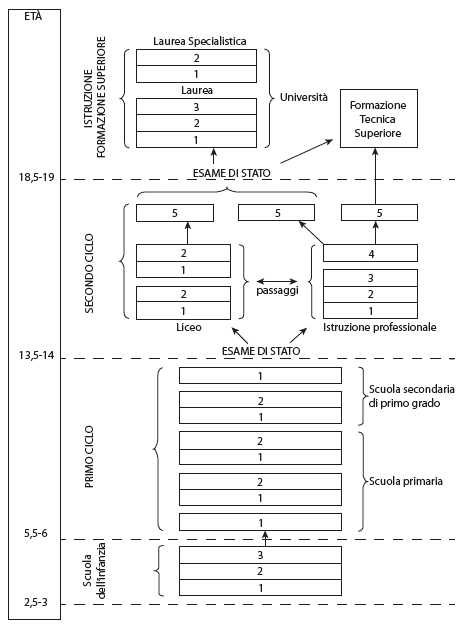 ETÀ
ISTRUZIONE
FORMAZIONE SUPERIORE
Laurea Specialistica
2
1
Laurea
3
2
1
Università
Formazione
Tecnica
Superiore
ESAME DI STATO
18,5-19
SECONDO CICLO
5
5
5
2
1
2
1
Liceo
passaggi
4
3
2
1
Istruzione professionale
ESAME DI STATO
13,5-14
PRIMO CICLO
1
2
1
Scuola secondaria
di primo grado
2
1
2
1
1
Scuola primaria
5,5-6
Scuola
dell'infanzia
3
2
1
2,5-3